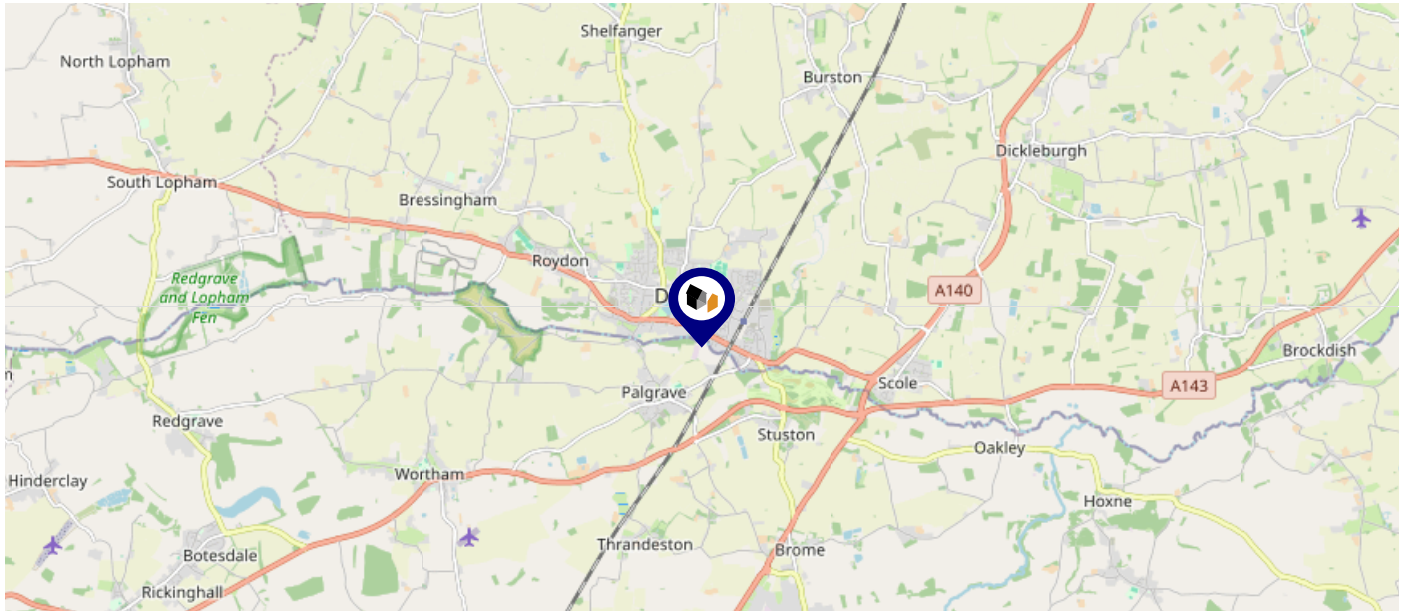 Shelfanger
North Lopham
Burston
Dickleburgh
South Lopham
Bressingham
Roydon
Redgrave
and Lopham
Fen
A140
D
Brockdish
Scole
A143
Palgrave
Redgrave
Stuston
Oakley
Wortham
Hinderclay
Hoxne
Thrandeston
Brome
Botesdale
Rickinghall